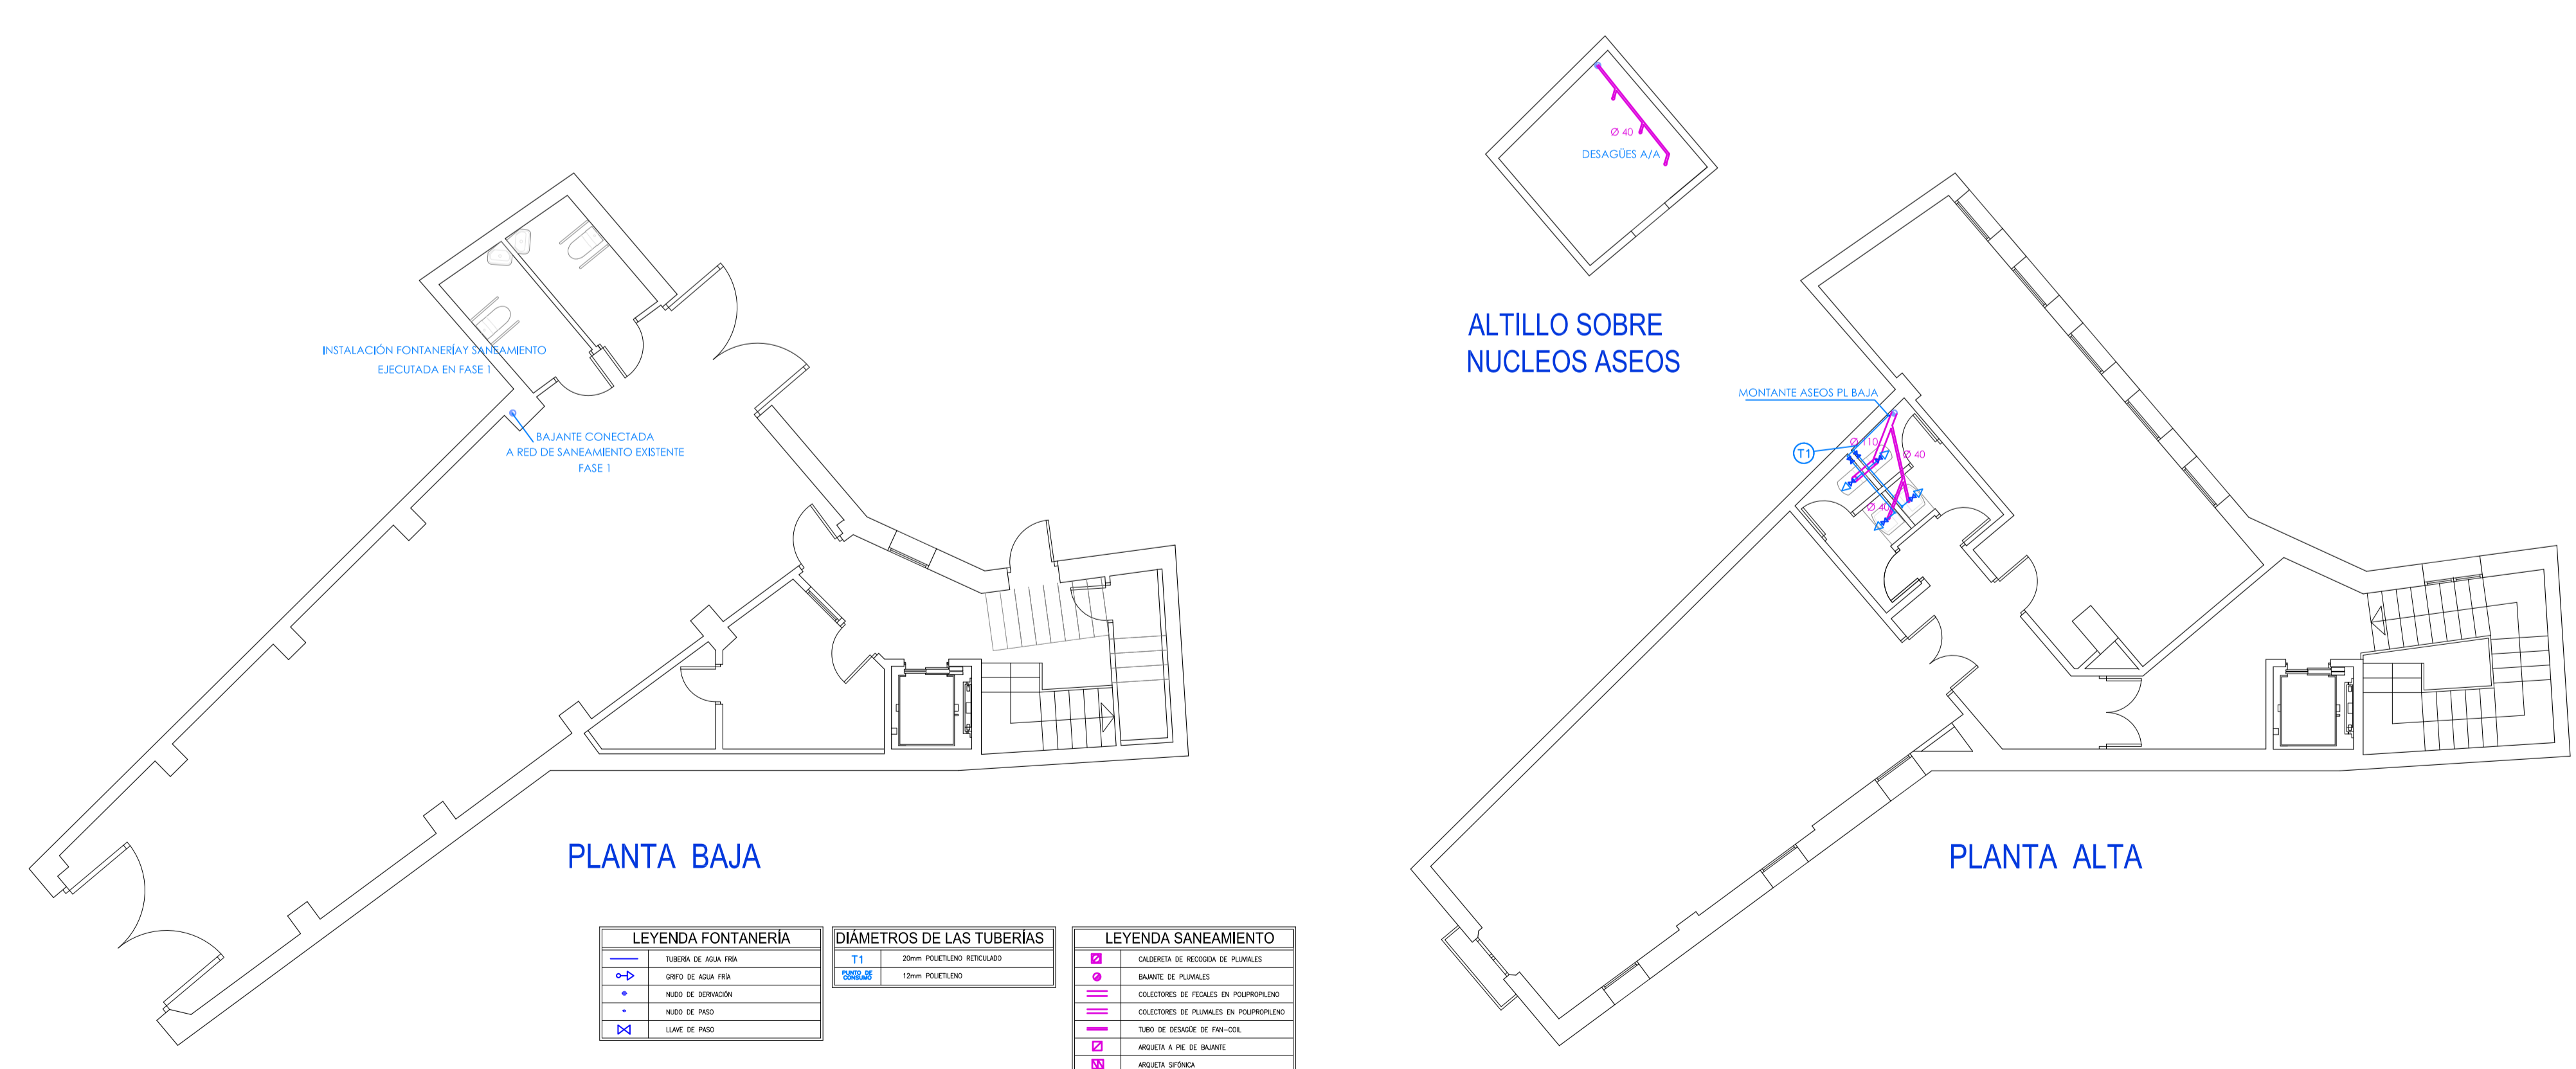 Ø 40
DESAGÜES A/A
ALTILLO SOBRE
NUCLEOS ASEOS
INSTALACIÓN FONTANERÍAY SANEAMIENTO
EJECUTADA EN FASE 1
BAJANTE CONECTADA
A RED DE SANEAMIENTO EXISTENTE
FASE 1
MONTANTE ASEOS PL BAJA
Ø 110
T1
Ø 40
Ø 40
PLANTA BAJA
PLANTA ALTA
LEYENDA FONTANERÍA
TUBERÍA DE AGUA FRÍA
GRIFO DE AGUA FRÍA
NUDO DE DERIVACIÓN
NUDO DE PASO
LLAVE DE PASO
DIÁMETROS DE LAS TUBERÍAS
T1 20mm POLIETILENO RETICULADO
PUNTO DE
CONSUMO 12mm POLIETILENO
LEYENDA SANEAMIENTO
CALDERETA DE RECOGIDA DE PLUVIALES
BAJANTE DE PLUVIALES
COLECTORES DE FECALES EN POLIPROPILENO
COLECTORES DE PLUVIALES EN POLIPROPILENO
TUBO DE DESAGÜE DE FAN-COIL
ARQUETA A PIE DE BAJANTE
ARQUETA SIFÓNICA